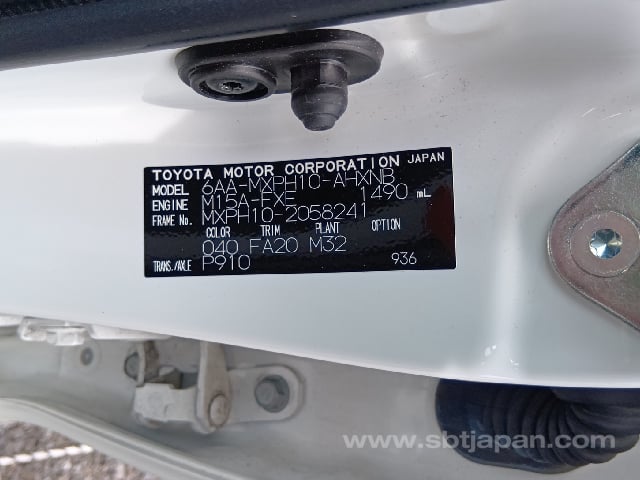 TOYOTA MOTOR CORPORATION JAPAN
MODEL 6AA-MXPH10-AHXNB
ENGINE M15A-FXE 1490 mL
FRAME No. MXPH10-2058241
COLOR TRIM PLANT OPTION
040 FA20 M32
TRANS./AXLE P910 936
www.sbtjapan.com